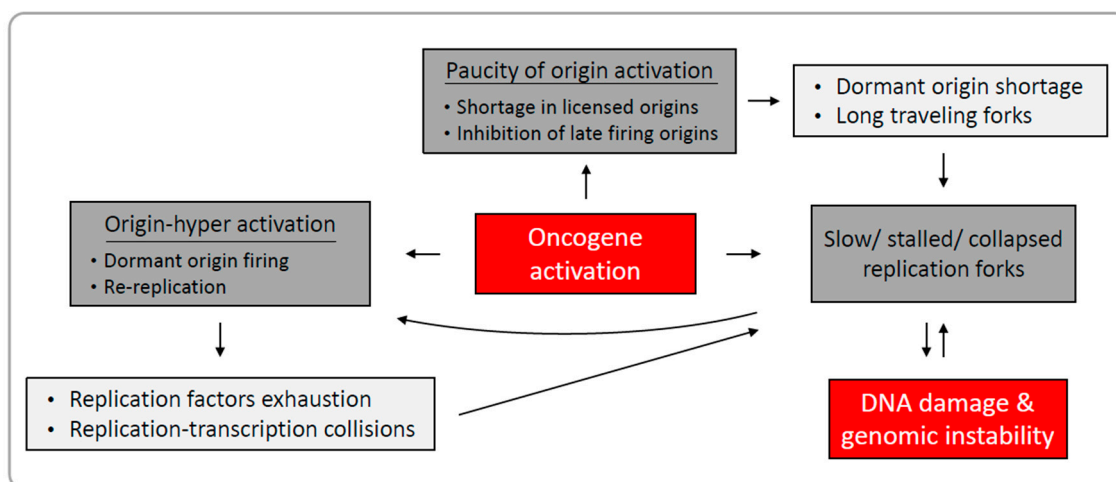 Paucity of origin activation
• Shortage in licensed origins
• Inhibition of late firing origins
• Dormant origin shortage
• Long traveling forks
Origin-hyper activation
• Dormant origin firing
• Re-replication
Oncogene
activation
Slow/ stalled/ collapsed
replication forks
• Replication factors exhaustion
• Replication-transcription collisions
DNA damage &
genomic instability